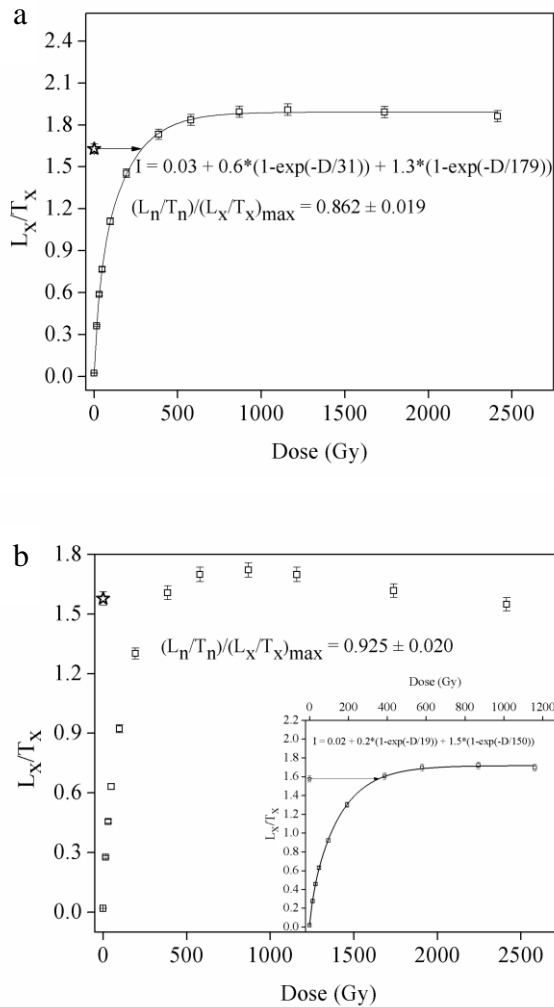 a
2.4
2.1
1.8
1.5
1.2
0.9
0.6
0.3
0.0
L_x/T_x
I = 0.03 + 0.6*(1-exp(-D/31)) + 1.3*(1-exp(-D/179))
(L_n/T_n)/(L_x/T_x)_max = 0.862 ± 0.019
0 500 1000 1500 2000 2500
Dose (Gy)
b
1.8
1.5
1.2
0.9
0.6
0.3
0.0
L_x/T_x
(L_n/T_n)/(L_x/T_x)_max = 0.925 ± 0.020
Dose (Gy)
0 200 400 600 800 1000 1200
2.2
2.0
1.8
1.6
1.4
1.2
1.0
0.8
0.6
0.4
0.2
0.0
L_x/T_x
I = 0.02 + 0.2*(1-exp(-D/19)) + 1.5*(1-exp(-D/150))
0 500 1000 1500 2000 2500
Dose (Gy)